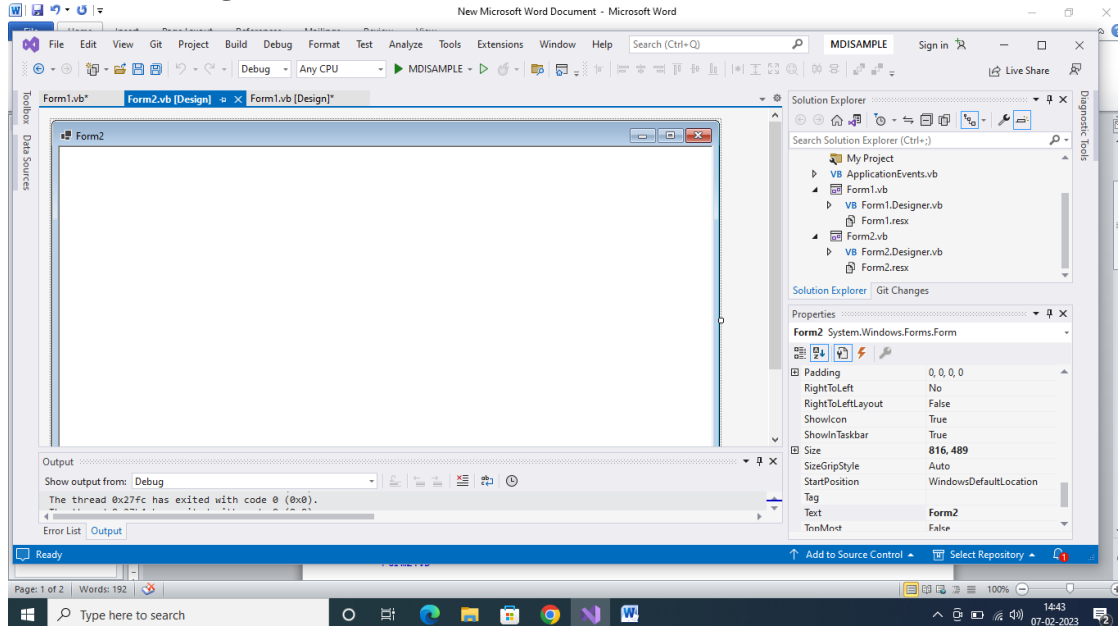 New Microsoft Word Document - Microsoft Word
File Edit View Git Project Build Debug Format Test Analyze Tools Extensions Window Help Search (Ctrl+Q) MDISAMPLE Sign in
Debug Any CPU MDISAMPLE Live Share
Toolbox
Data Sources
Form1.vb* Form2.vb [Design] Form1.vb [Design]*
Form2
Solution Explorer
Search Solution Explorer (Ctrl+;)
My Project
VB ApplicationEvents.vb
Form1.vb
VB Form1.Designer.vb
Form1.resx
Form2.vb
VB Form2.Designer.vb
Form2.resx
Solution Explorer Git Changes
Diagnostic Tools
Properties
Form2 System.Windows.Forms.Form
Padding 0, 0, 0, 0
RightToLeft No
RightToLeftLayout False
ShowIcon True
ShowInTaskbar True
Size 816, 489
SizeGripStyle Auto
StartPosition WindowsDefaultLocation
Tag
Text Form2
TopMost False
Output
Show output from: Debug
The thread 0x27fc has exited with code 0 (0x0).
Error List Output
Ready Add to Source Control Select Repository 1
Page: 1 of 2 Words: 192 100%
Type here to search 14:43
07-02-2023 2